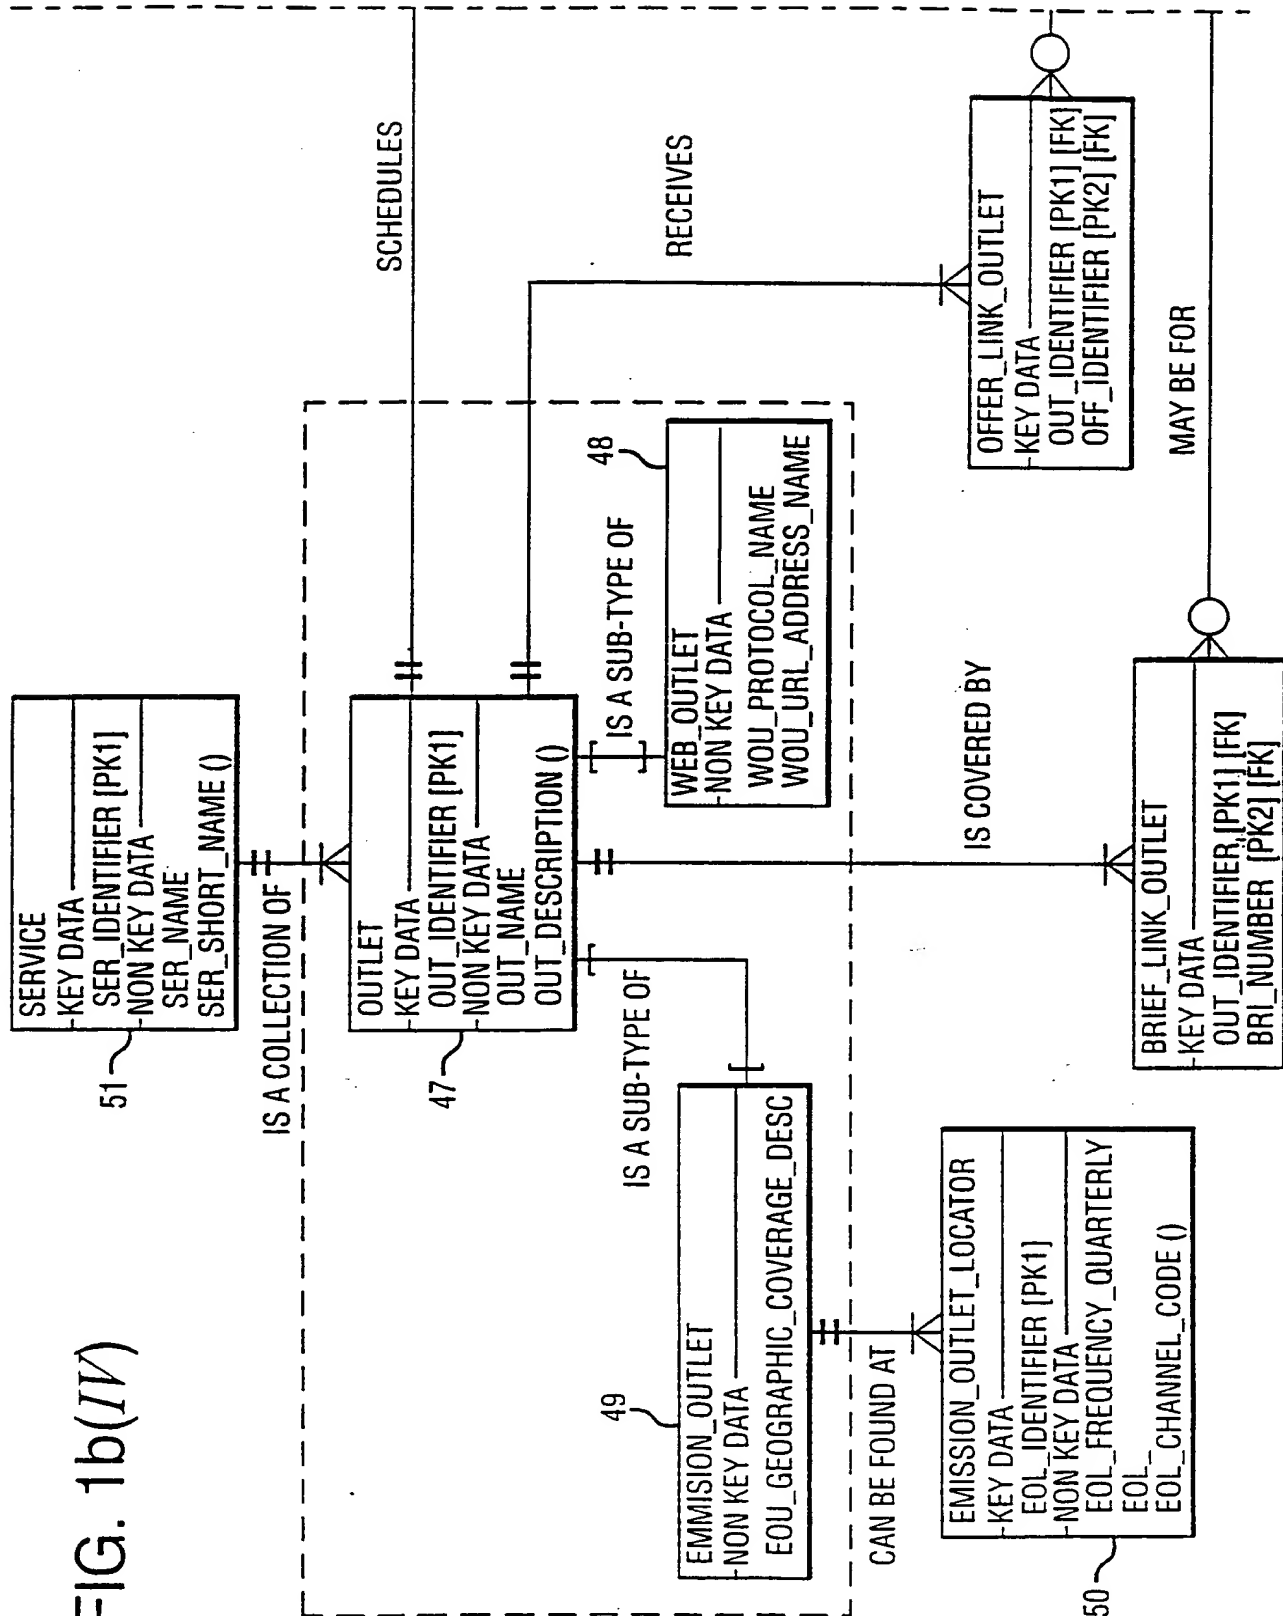 FIG. 1b(IV)
SERVICE
KEY DATA
SER_IDENTIFIER [PK1]
NON KEY DATA
SER_NAME
SER_SHORT_NAME ()
51
IS A COLLECTION OF
SCHEDULES
OUTLET
KEY DATA
OUT_IDENTIFIER [PK1]
NON KEY DATA
OUT_NAME
OUT_DESCRIPTION ()
47
IS A SUB-TYPE OF
IS A SUB-TYPE OF
RECEIVES
49
48
EMMISION_OUTLET
NON KEY DATA
EOU_GEOGRAPHIC_COVERAGE_DESC
WEB_OUTLET
NON KEY DATA
WOU_PROTOCOL_NAME
WOU_URL_ADDRESS_NAME
CAN BE FOUND AT
IS COVERED BY
EMISSION_OUTLET_LOCATOR
KEY DATA
EOL_IDENTIFIER [PK1]
NON KEY DATA
EOL_FREQUENCY_QUARTERLY
EOL_
EOL_CHANNEL_CODE ()
50
OFFER_LINK_OUTLET
KEY DATA
OUT_IDENTIFIER [PK1] [FK]
OFF_IDENTIFIER [PK2] [FK]
BRIEF_LINK_OUTLET
KEY DATA
OUT_IDENTIFIER [PK1] [FK]
BRI_NUMBER [PK2] [FK]
MAY BE FOR